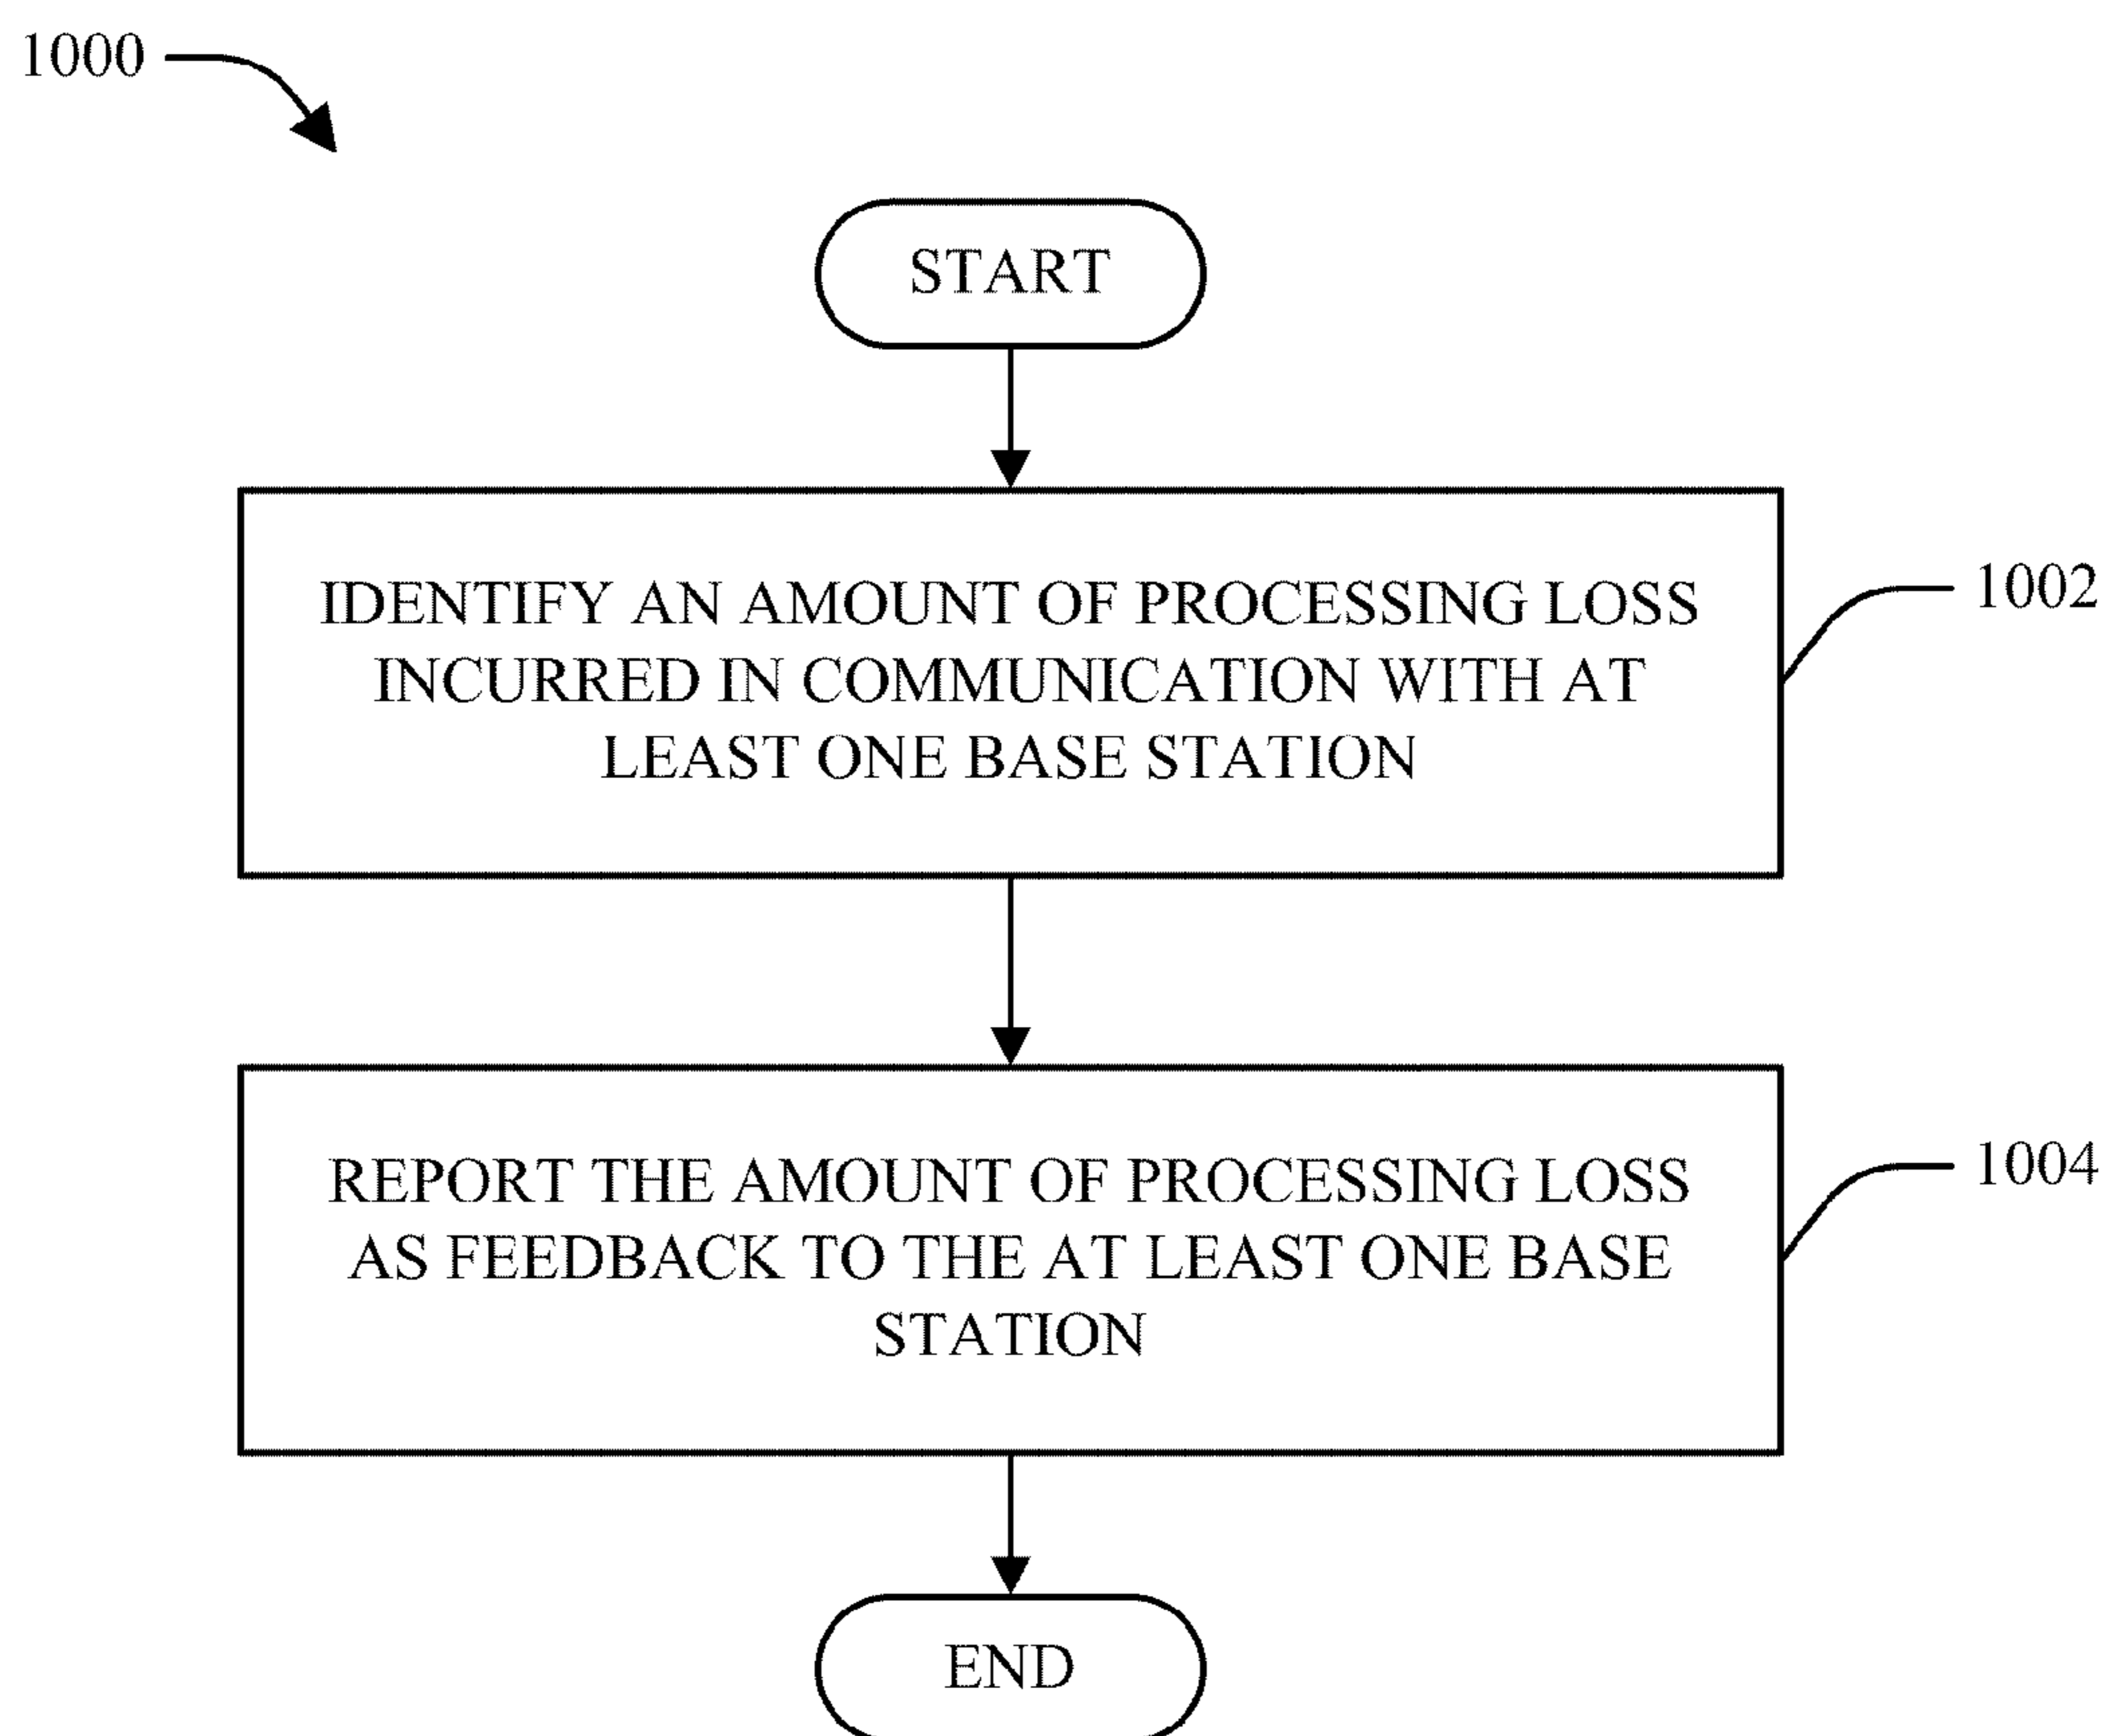 1000
START
IDENTIFY AN AMOUNT OF PROCESSING LOSS
INCURRED IN COMMUNICATION WITH AT
LEAST ONE BASE STATION
1002
REPORT THE AMOUNT OF PROCESSING LOSS
AS FEEDBACK TO THE AT LEAST ONE BASE
STATION
1004
END